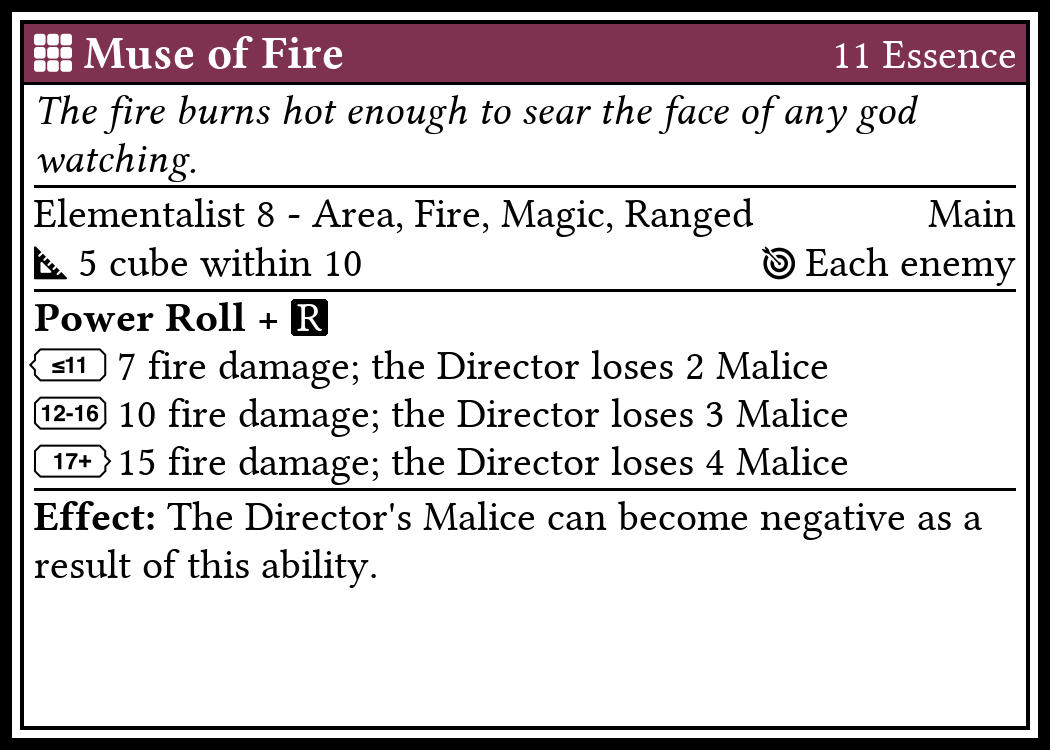 Muse of Fire 11 Essence
The fire burns hot enough to sear the face of any god
watching.
Elementalist 8 - Area, Fire, Magic, Ranged Main
5 cube within 10 Each enemy
Power Roll + R
≤11 7 fire damage; the Director loses 2 Malice
12-16 10 fire damage; the Director loses 3 Malice
17+ 15 fire damage; the Director loses 4 Malice
Effect: The Director's Malice can become negative as a
result of this ability.